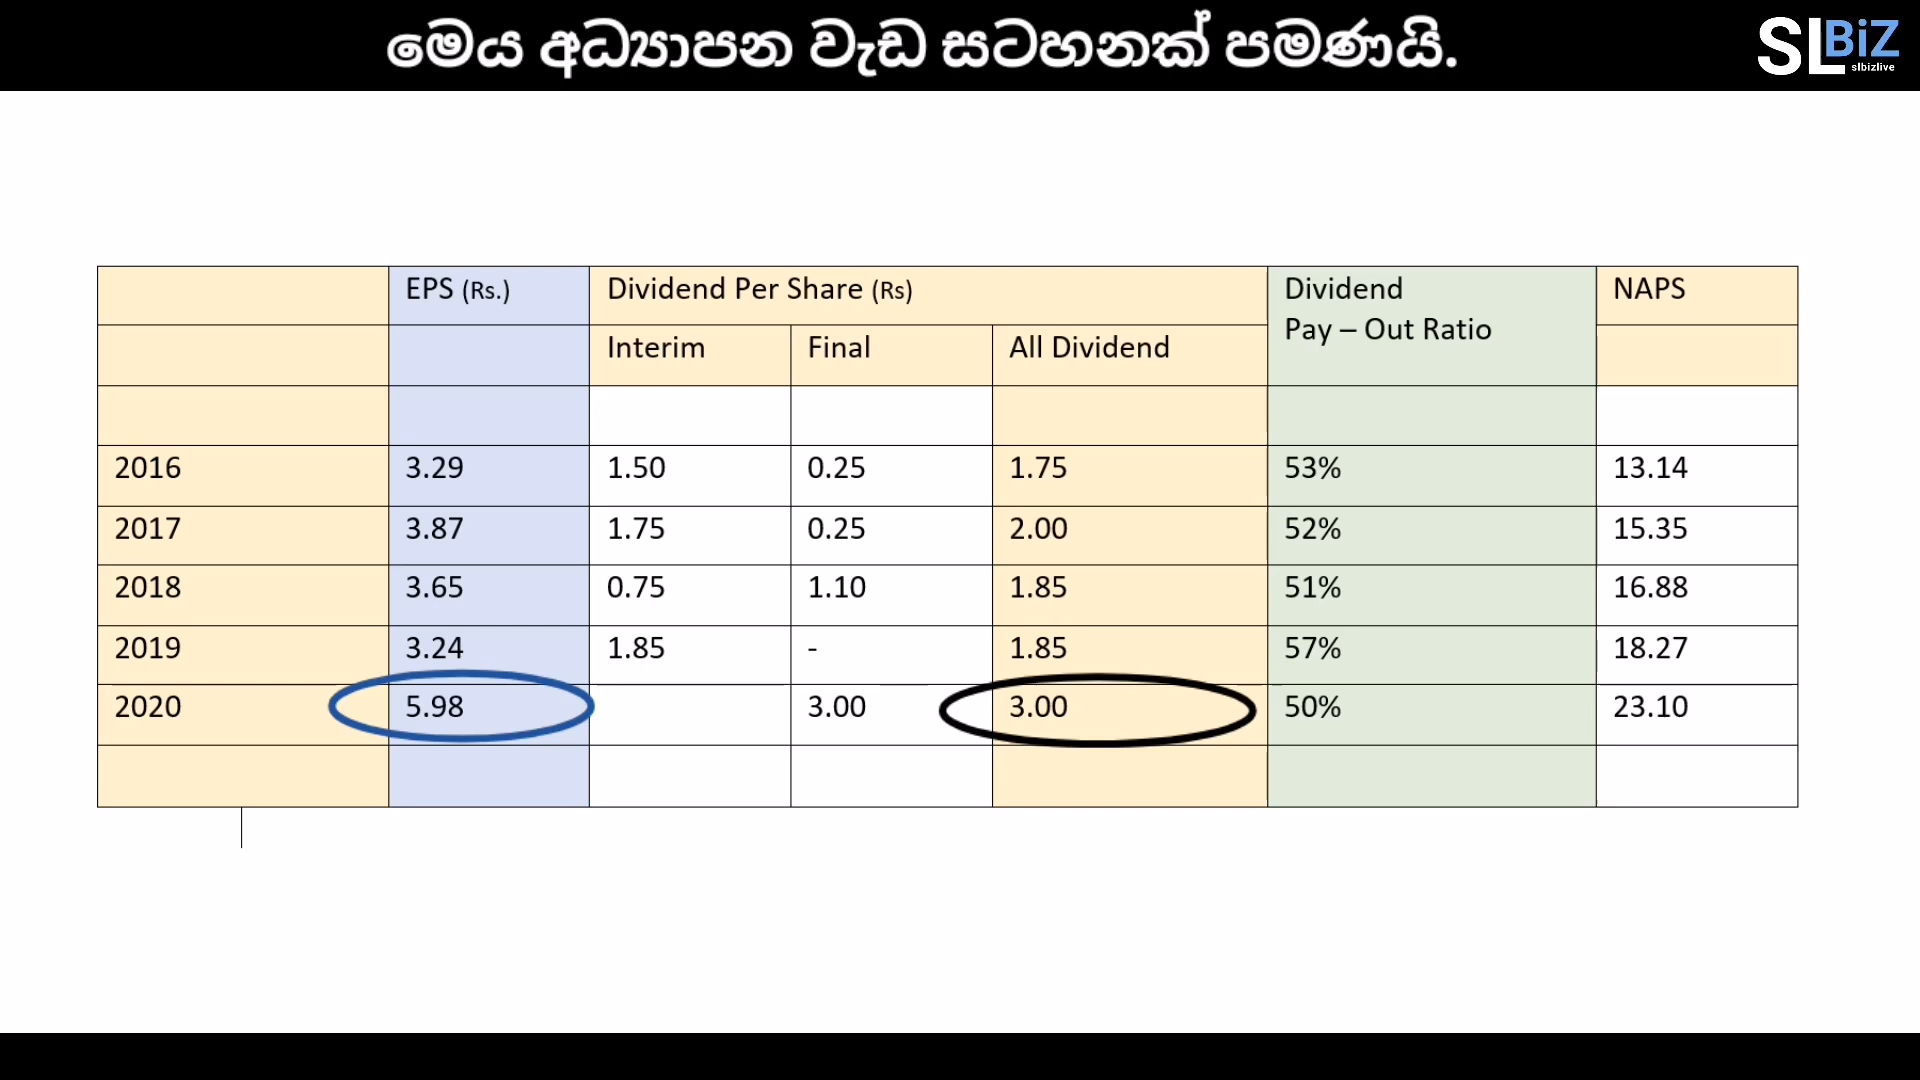 මෙය අධ්‍යාපන වැඩ සටහනක් පමණයි.
SLBiZ
slbizlive
EPS (Rs.) Dividend Per Share (Rs) Dividend Pay – Out Ratio NAPS
Interim Final All Dividend
2016 3.29 1.50 0.25 1.75 53% 13.14
2017 3.87 1.75 0.25 2.00 52% 15.35
2018 3.65 0.75 1.10 1.85 51% 16.88
2019 3.24 1.85 - 1.85 57% 18.27
2020 5.98 3.00 3.00 50% 23.10